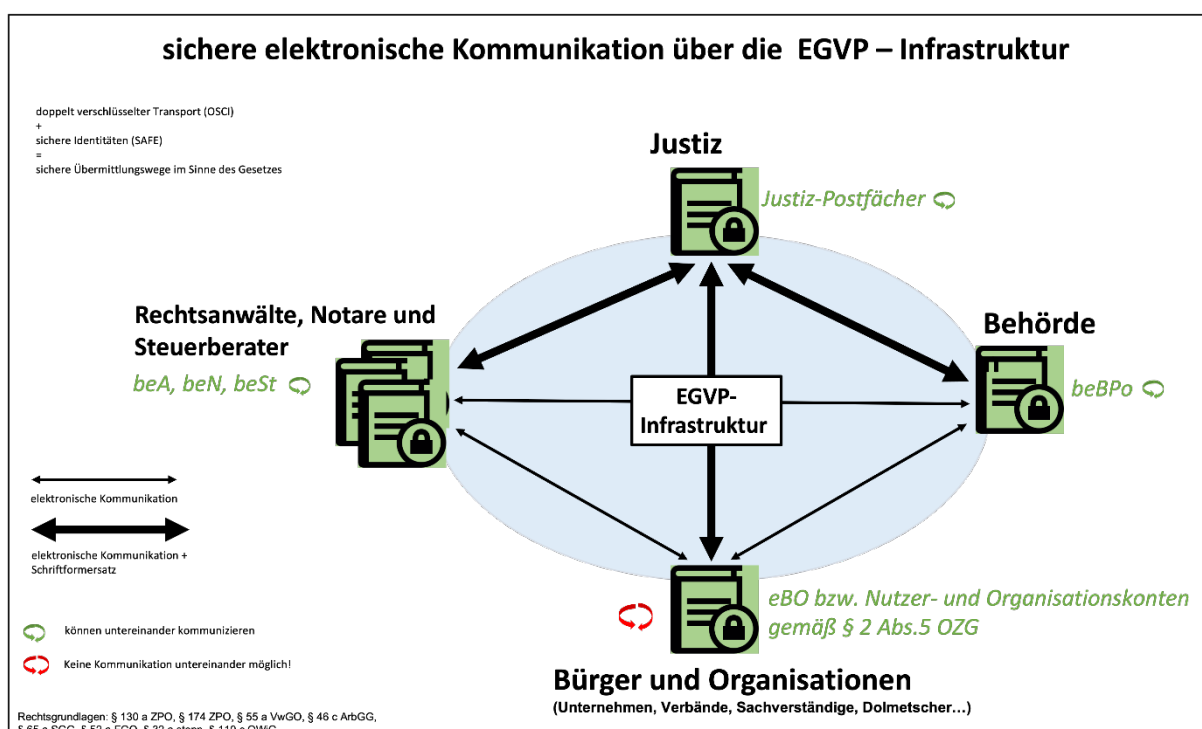 sichere elektronische Kommunikation über die EGVP – Infrastruktur
doppelt verschlüsselter Transport (OSCI)
+
sichere Identitäten (SAFE)
=
sichere Übermittlungswege im Sinne des Gesetzes
Justiz
Justiz-Postfächer
Rechtsanwälte, Notare und
Steuerberater
beA, beN, beSt
Behörde
beBPo
EGVP-
Infrastruktur
elektronische Kommunikation
elektronische Kommunikation +
Schriftformersatz
eBO bzw. Nutzer- und Organisationskonten
gemäß § 2 Abs.5 OZG
können untereinander kommunizieren
Keine Kommunikation untereinander möglich!
Bürger und Organisationen
(Unternehmen, Verbände, Sachverständige, Dolmetscher…)
Rechtsgrundlagen: § 130 a ZPO, § 174 ZPO, § 55 a VwGO, § 46 c ArbGG,